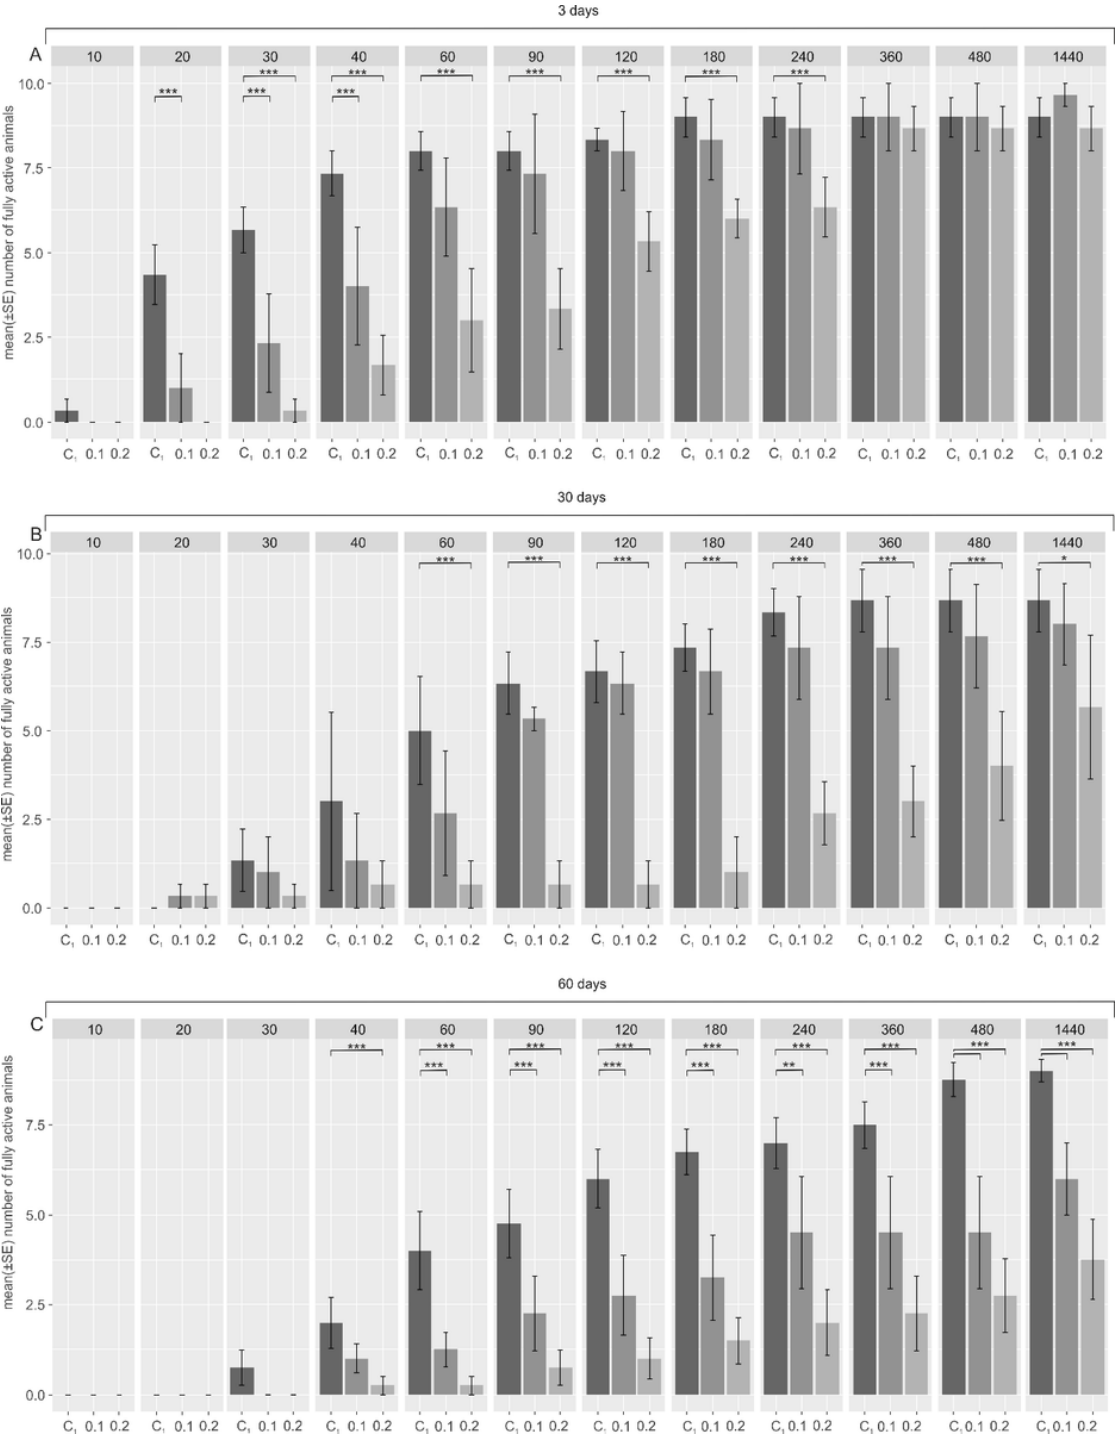 3 days
A 10 20 30 40 60 90 120 180 240 360 480 1440
*** *** *** *** *** *** ***
*** *** ***
10.0
7.5
5.0
2.5
0.0
mean(±SE) number of fully active animals
C₁ 0.1 0.2 C₁ 0.1 0.2 C₁ 0.1 0.2 C₁ 0.1 0.2 C₁ 0.1 0.2 C₁ 0.1 0.2 C₁ 0.1 0.2 C₁ 0.1 0.2 C₁ 0.1 0.2 C₁ 0.1 0.2 C₁ 0.1 0.2 C₁ 0.1 0.2
30 days
B 10 20 30 40 60 90 120 180 240 360 480 1440
*** *** *** *** *** *** *** *
10.0
7.5
5.0
2.5
0.0
mean(±SE) number of fully active animals
C₁ 0.1 0.2 C₁ 0.1 0.2 C₁ 0.1 0.2 C₁ 0.1 0.2 C₁ 0.1 0.2 C₁ 0.1 0.2 C₁ 0.1 0.2 C₁ 0.1 0.2 C₁ 0.1 0.2 C₁ 0.1 0.2 C₁ 0.1 0.2 C₁ 0.1 0.2
60 days
C 10 20 30 40 60 90 120 180 240 360 480 1440
*** *** *** *** *** *** *** *** ***
*** *** *** *** ** ***
7.5
5.0
2.5
0.0
mean(±SE) number of fully active animals
C₁ 0.1 0.2 C₁ 0.1 0.2 C₁ 0.1 0.2 C₁ 0.1 0.2 C₁ 0.1 0.2 C₁ 0.1 0.2 C₁ 0.1 0.2 C₁ 0.1 0.2 C₁ 0.1 0.2 C₁ 0.1 0.2 C₁ 0.1 0.2 C₁ 0.1 0.2